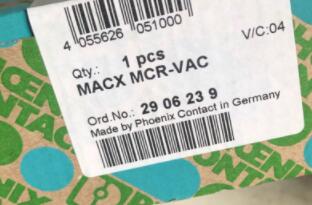 4 055626 051000
V/C:04
Qty.: 1 pcs
MACX MCR-VAC
Ord.No.: 29 06 23 9
Made by Phoenix Contact in Germany